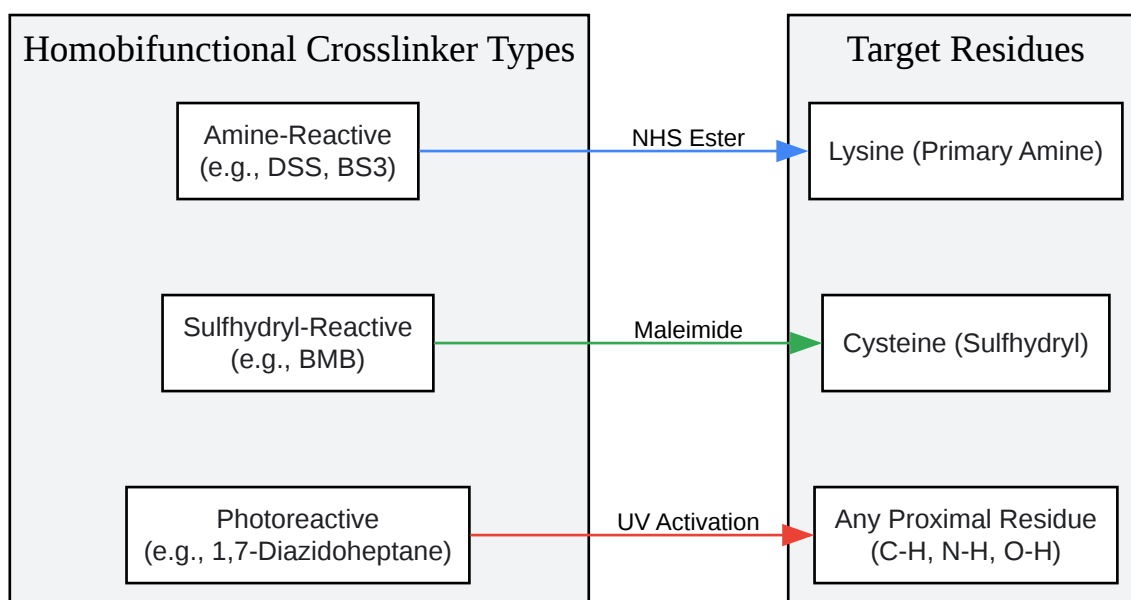 Homobifunctional Crosslinker Types
Target Residues
Amine-Reactive
(e.g., DSS, BS3)
NHS Ester
Lysine (Primary Amine)
Sulfhydryl-Reactive
(e.g., BMB)
Maleimide
Cysteine (Sulfhydryl)
Photoreactive
(e.g., 1,7-Diazidoheptane)
UV Activation
Any Proximal Residue
(C-H, N-H, O-H)